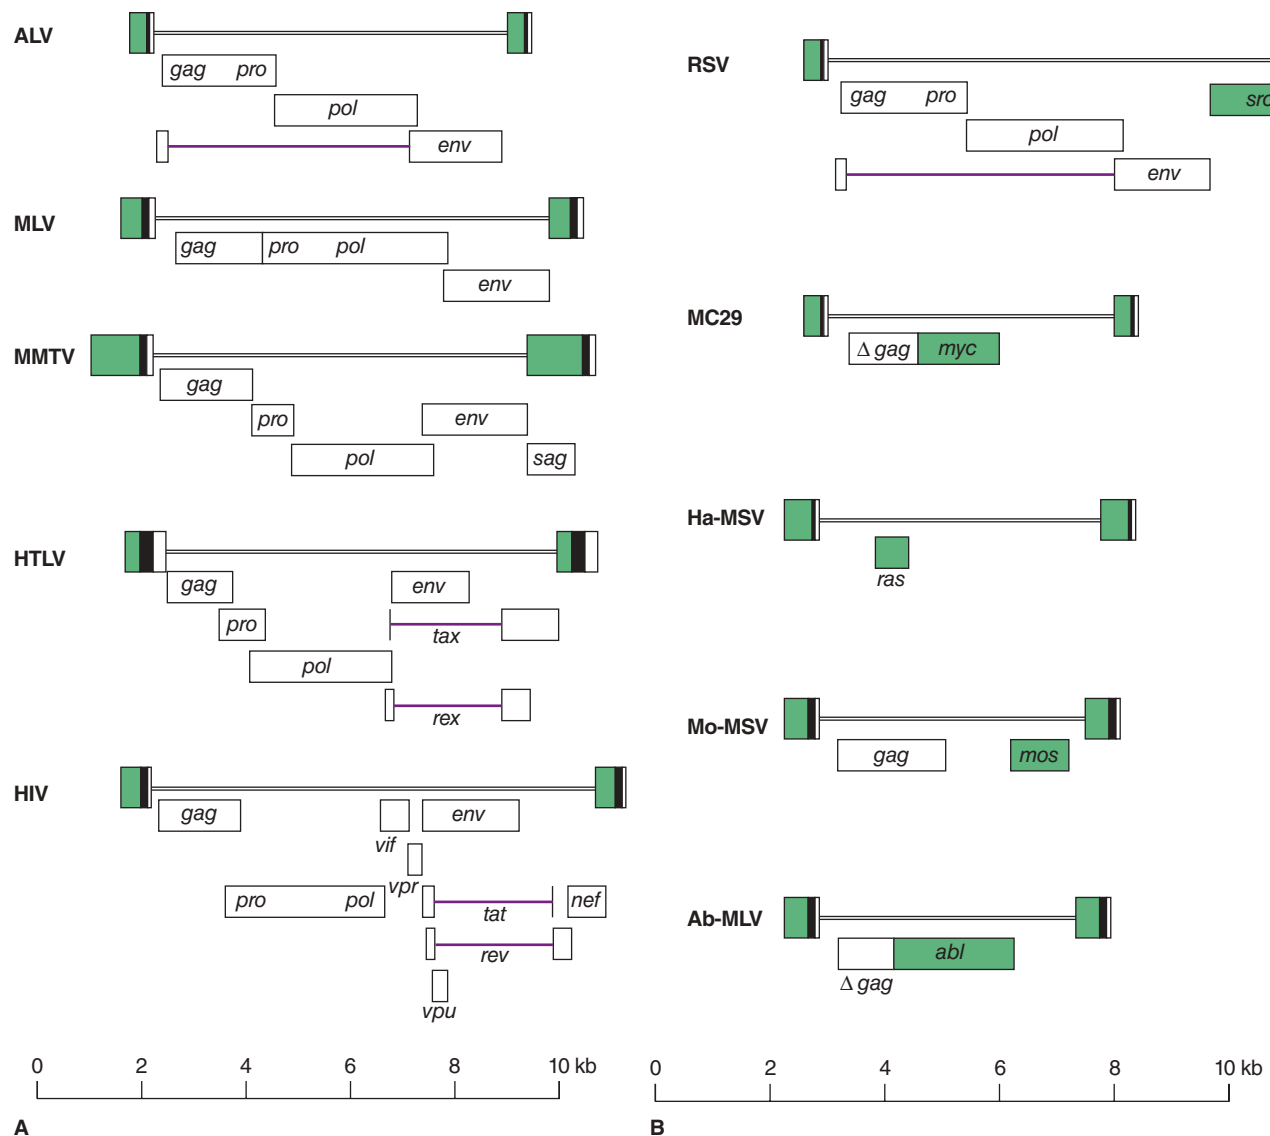 ALV
gag pro
pol
env
MLV
gag pro pol
env
MMTV
gag
pro
env
pol
sag
HTLV
gag
env
pro
tax
pol
rex
HIV
gag
env
vif
vpr
pro pol
nef
tat
rev
vpu
0 2 4 6 8 10 kb
A
RSV
gag pro
pol
env
MC29
Δ gag myc
Ha-MSV
ras
Mo-MSV
gag mos
Ab-MLV
abl
Δ gag
0 2 4 6 8 10 kb
B